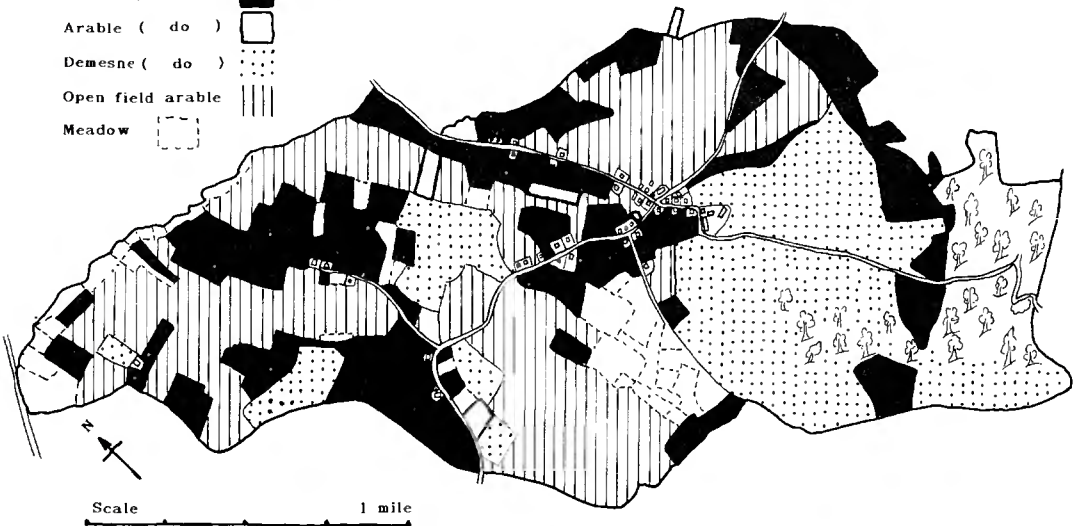 Arable ( do )
Demesne ( do )
Open field arable
Meadow
N
Scale 1 mile